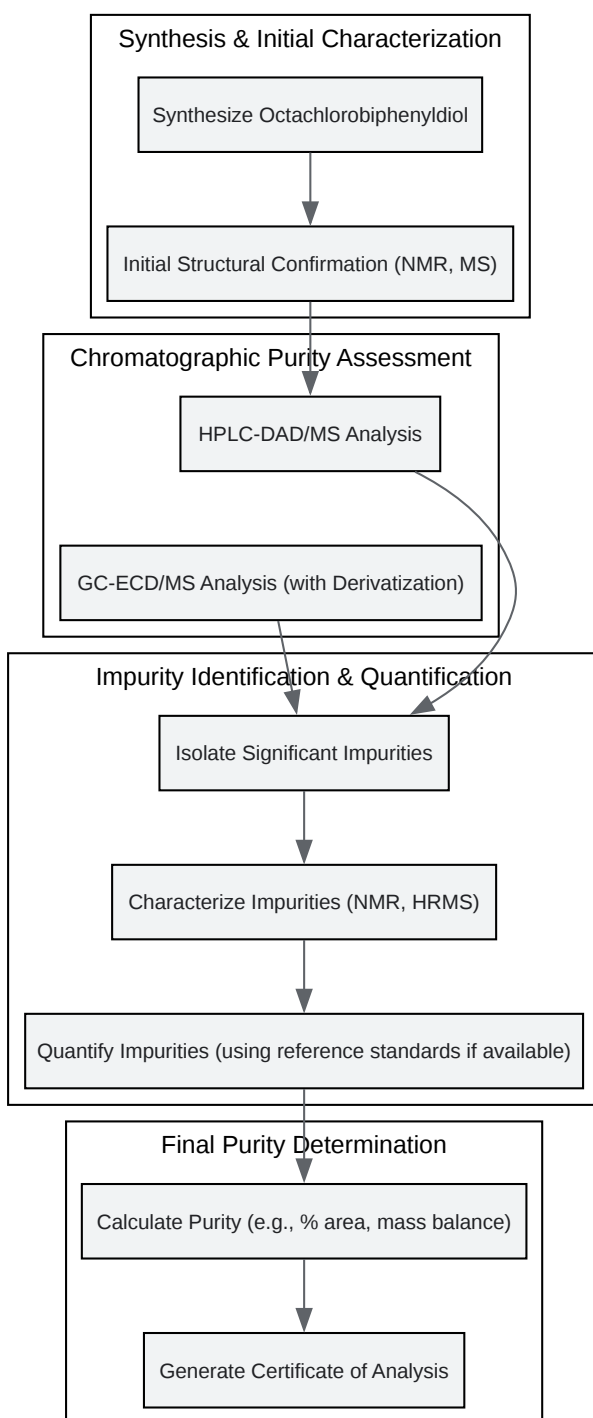 Synthesis & Initial Characterization
Synthesize Octachlorobiphenyldiol
Initial Structural Confirmation (NMR, MS)
Chromatographic Purity Assessment
HPLC-DAD/MS Analysis
GC-ECD/MS Analysis (with Derivatization)
Impurity Identification & Quantification
Isolate Significant Impurities
Characterize Impurities (NMR, HRMS)
Quantify Impurities (using reference standards if available)
Final Purity Determination
Calculate Purity (e.g., % area, mass balance)
Generate Certificate of Analysis